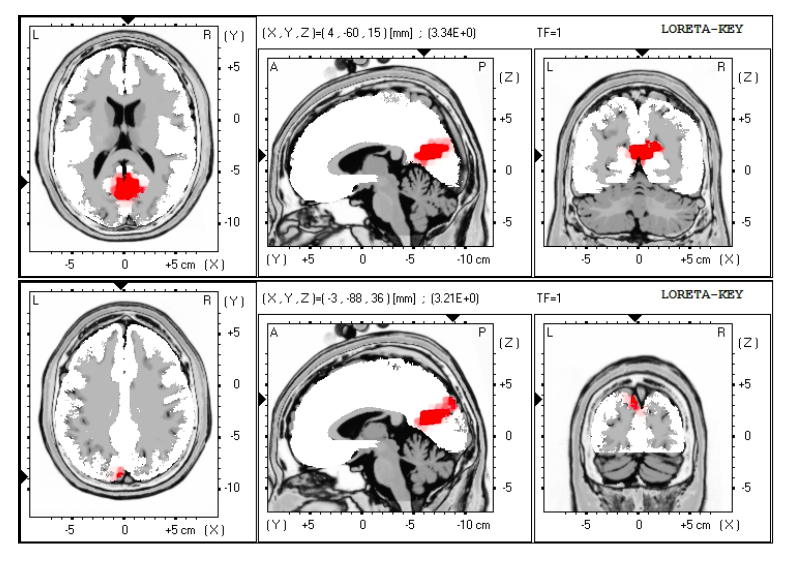 L R (Y) (X,Y,Z)=(4,-60,15)[mm] ; (3.34E+0) TF=1 LORETA-KEY
A P (Z) L R (Z)
+5 +5 +5
0
-5 0 0
-10 -5 -5
-5 0 +5 cm (X) (Y) +5 0 -5 -10 cm -5 0 +5 cm (X)
L R (Y) (X,Y,Z)=(-3,-88,36)[mm] ; (3.21E+0) TF=1 LORETA-KEY
A P (Z) L R (Z)
+5 +5 +5
0
-5 0 0
-10 -5 -5
-5 0 +5 cm (X) (Y) +5 0 -5 -10 cm -5 0 +5 cm (X)